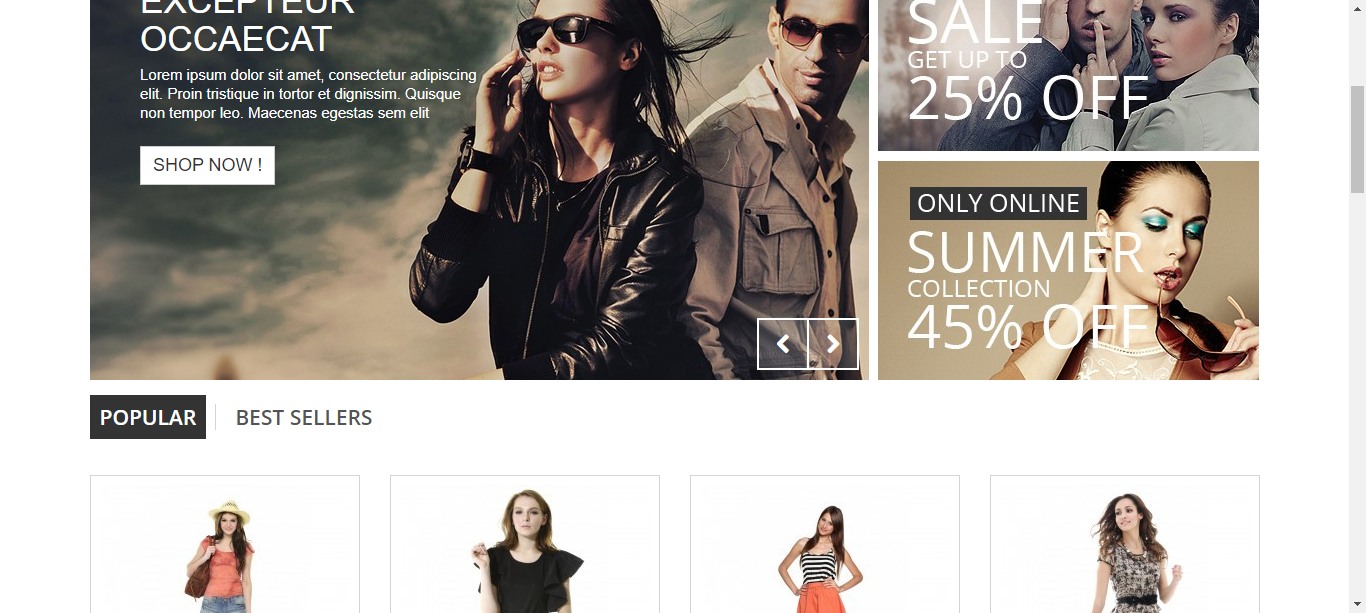 EXCEPTEUR
OCCAECAT
Lorem ipsum dolor sit amet, consectetur adipiscing
elit. Proin tristique in tortor et dignissim. Quisque
non tempor leo. Maecenas egestas sem elit
SHOP NOW !
SALE
GET UP TO
25% OFF
ONLY ONLINE
SUMMER
COLLECTION
45% OFF
POPULAR
BEST SELLERS